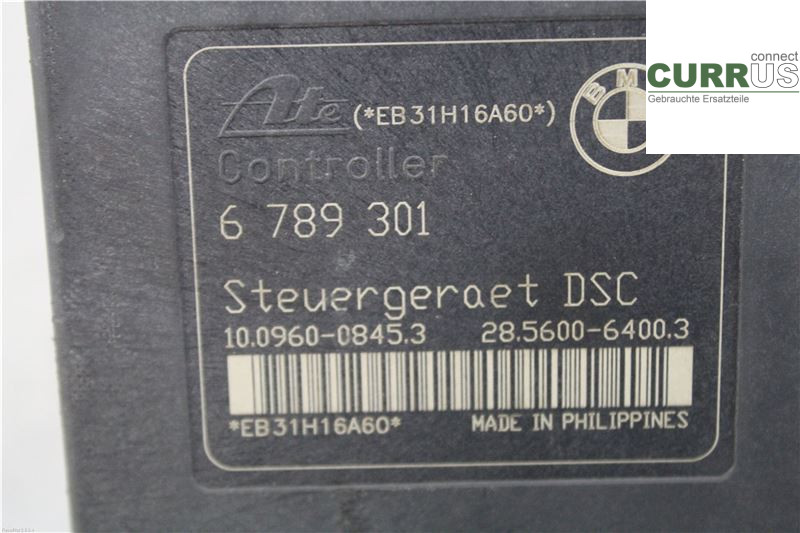 connect
CURRUS
Gebrauchte Ersatzteile
BM
Ate (*EB31H16A60*)
Controller
6 789 301
Steuergeraet DSC
10.0960-0845.3 28.5600-6400.3
*EB31H16A60* MADE IN PHILIPPINES